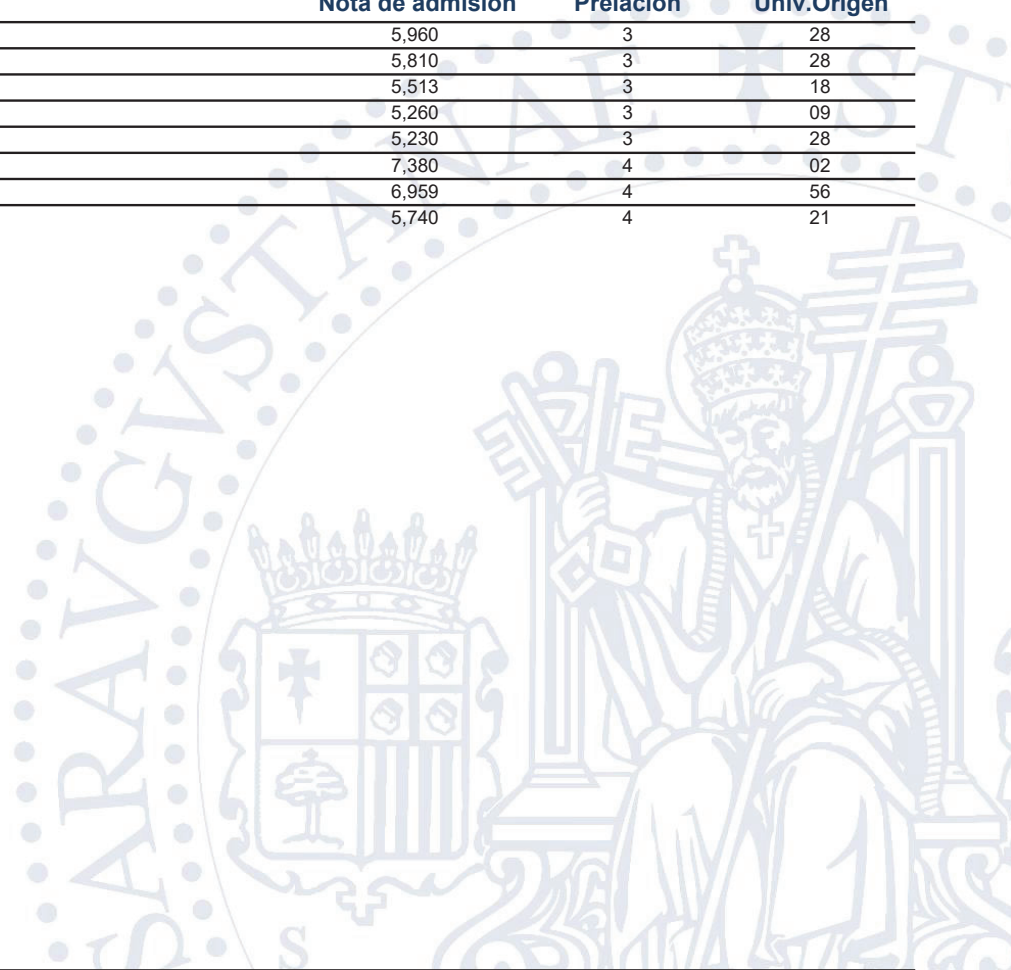 Nota de admisión Prelación Univ.Origen
5,960 3 28
5,810 3 28
5,513 3 18
5,260 3 09
5,230 3 28
7,380 4 02
6,959 4 56
5,740 4 21
SARAVGVSTANAE ST
S